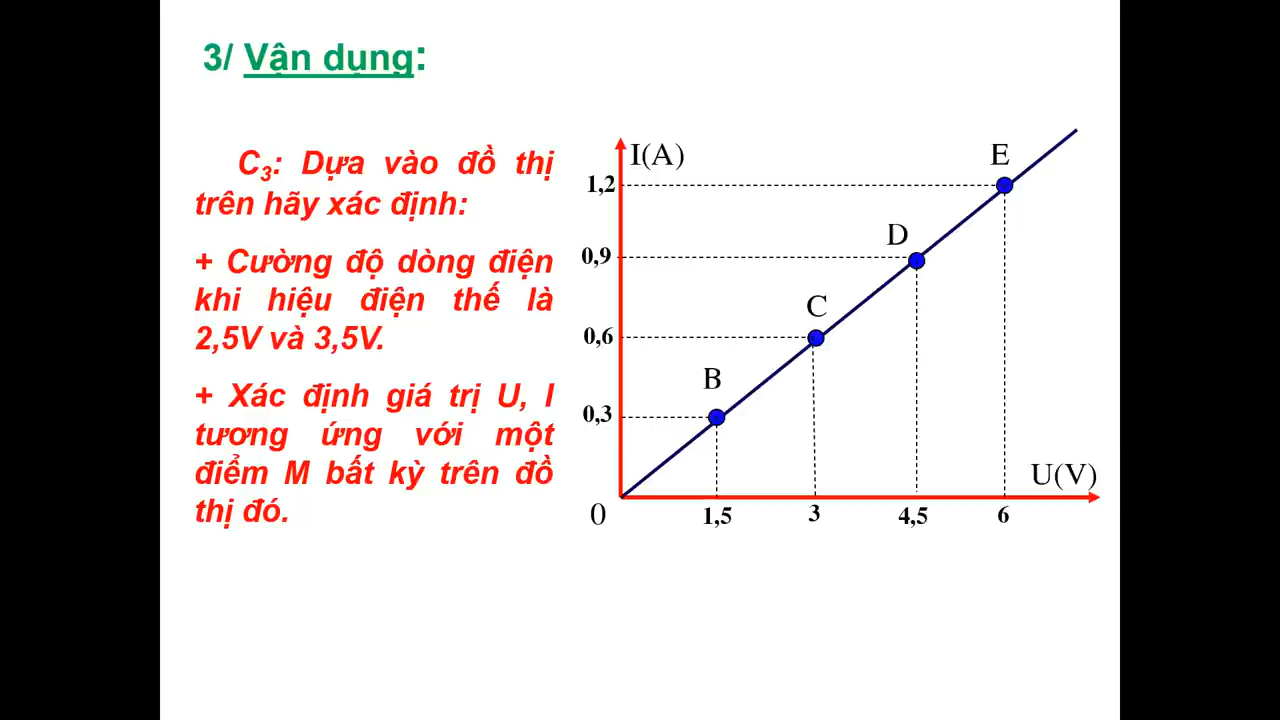 3/ Vận dụng:
C3: Dựa vào đồ thị
trên hãy xác định:
+ Cường độ dòng điện
khi hiệu điện thế là
2,5V và 3,5V.
+ Xác định giá trị U, I
tương ứng với một
điểm M bất kỳ trên đồ
thị đó.
I(A)
E
1,2
D
0,9
C
0,6
B
0,3
U(V)
0
1,5
3
4,5
6